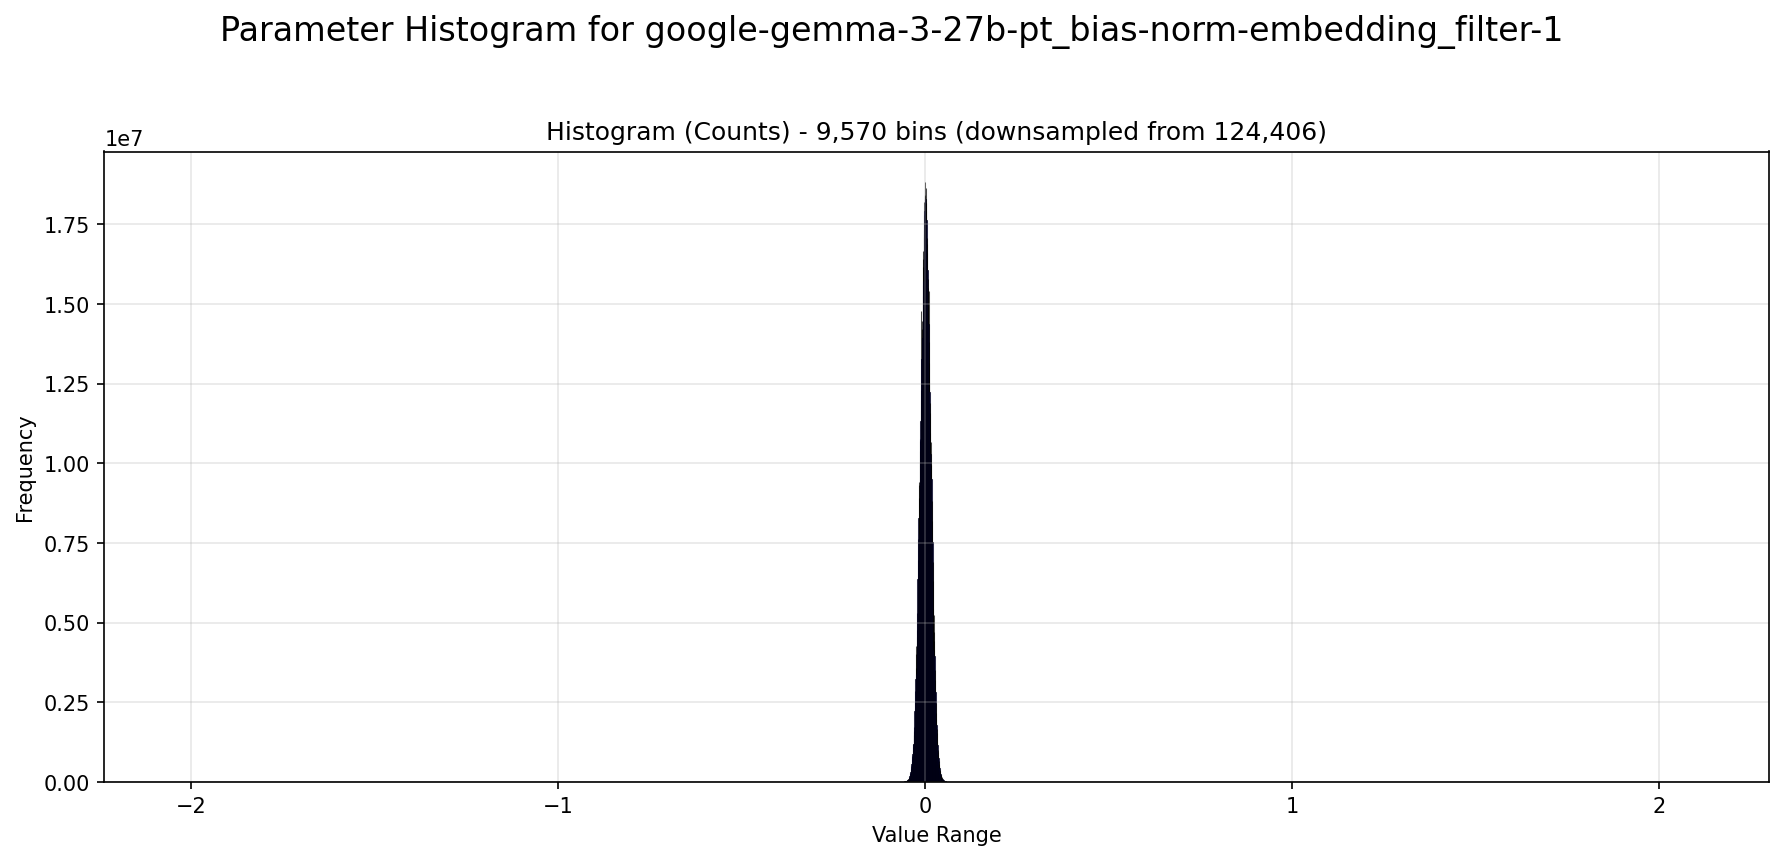 Parameter Histogram for google-gemma-3-27b-pt_bias-norm-embedding_filter-1
Histogram (Counts) - 9,570 bins (downsampled from 124,406)
1e7
1.75
1.50
1.25
1.00
0.75
0.50
0.25
0.00
Frequency
−2
−1
0
1
2
Value Range